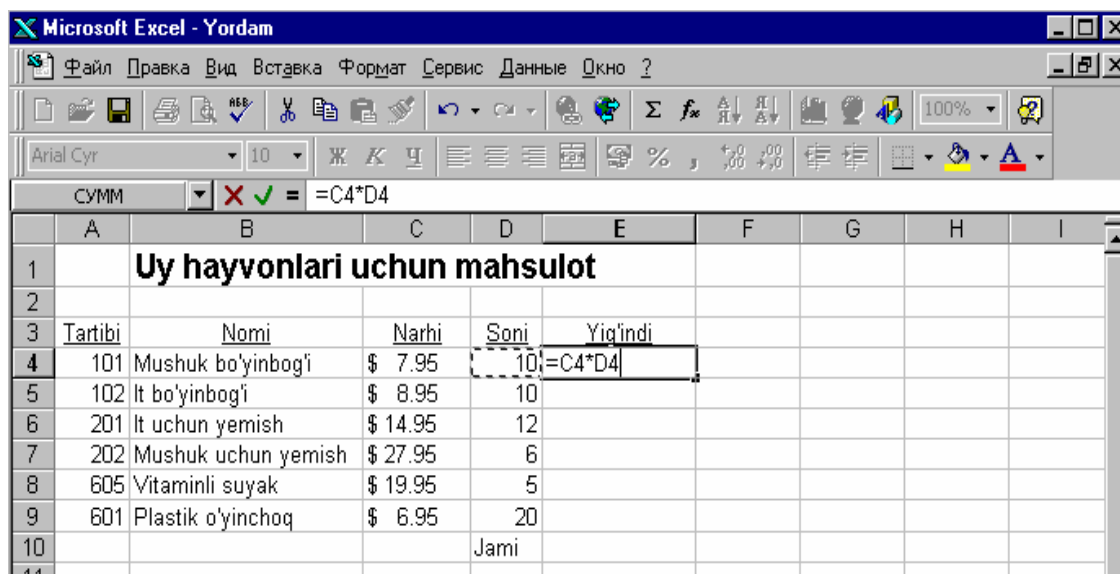 Microsoft Excel - Yordam
Файл Правка Вид Вставка Формат Сервис Данные Окно ?
100%
Arial Cyr 10 Ж К Ч
СУММ =C4*D4
A B C D E F G H I
1 Uy hayvonlari uchun mahsulot
2
3 Tartibi Nomi Narhi Soni Yig'indi
4 101 Mushuk bo'yinbog'i $ 7.95 10 =C4*D4
5 102 It bo'yinbog'i $ 8.95 10
6 201 It uchun yemish $ 14.95 12
7 202 Mushuk uchun yemish $ 27.95 6
8 605 Vitaminli suyak $ 19.95 5
9 601 Plastik o'yinchoq $ 6.95 20
10 Jami